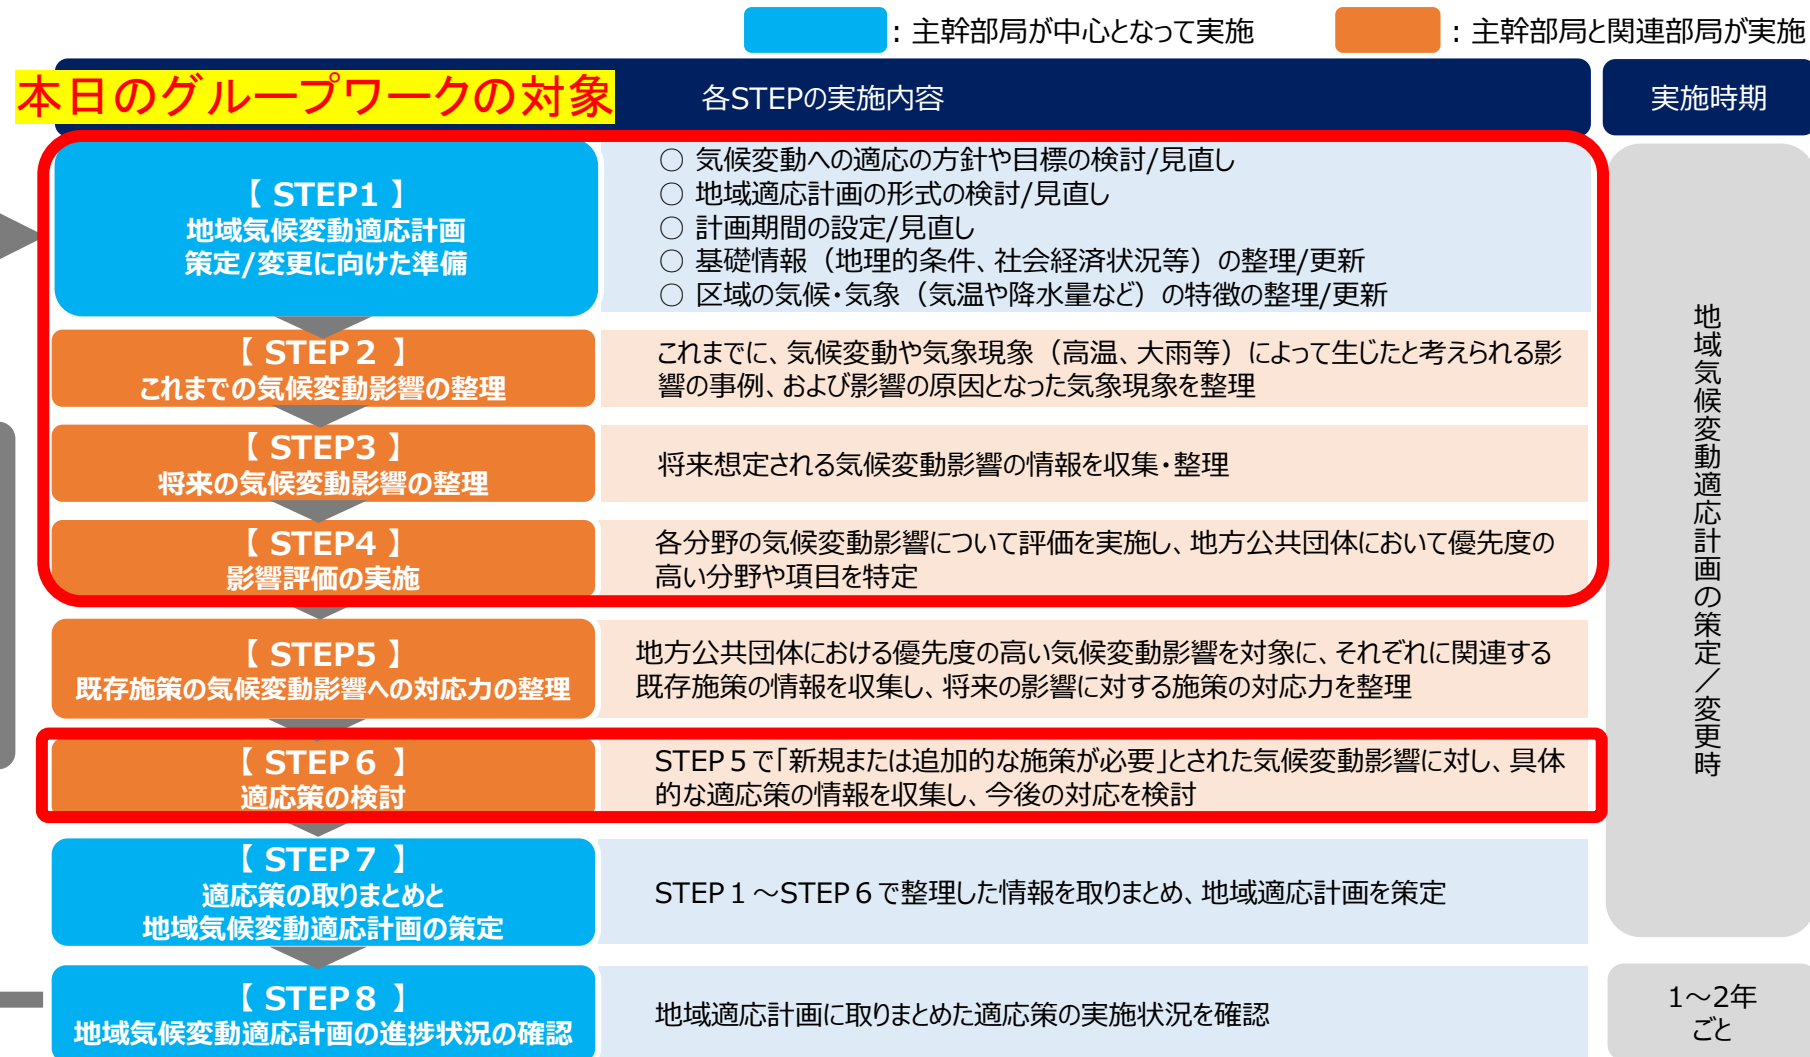 ：主幹部局が中心となって実施
：主幹部局と関連部局が実施
本日のグループワークの対象
各STEPの実施内容
実施時期
【 STEP1 】
地域気候変動適応計画
策定/変更に向けた準備
○ 気候変動への適応の方針や目標の検討/見直し
○ 地域適応計画の形式の検討/見直し
○ 計画期間の設定/見直し
○ 基礎情報（地理的条件、社会経済状況等）の整理/更新
○ 区域の気候・気象（気温や降水量など）の特徴の整理/更新
【 STEP２ 】
これまでの気候変動影響の整理
これまでに、気候変動や気象現象（高温、大雨等）によって生じたと考えられる影
響の事例、および影響の原因となった気象現象を整理
【 STEP3 】
将来の気候変動影響の整理
将来想定される気候変動影響の情報を収集・整理
【 STEP4 】
影響評価の実施
各分野の気候変動影響について評価を実施し、地方公共団体において優先度の
高い分野や項目を特定
【 STEP5 】
既存施策の気候変動影響への対応力の整理
地方公共団体における優先度の高い気候変動影響を対象に、それぞれに関連する
既存施策の情報を収集し、将来の影響に対する施策の対応力を整理
【 STEP６ 】
適応策の検討
STEP５で「新規または追加的な施策が必要」とされた気候変動影響に対し、具体
的な適応策の情報を収集し、今後の対応を検討
【 STEP７ 】
適応策の取りまとめと
地域気候変動適応計画の策定
STEP１～STEP６で整理した情報を取りまとめ、地域適応計画を策定
地域気候変動適応計画の策定／変更時
【 STEP８ 】
地域気候変動適応計画の進捗状況の確認
地域適応計画に取りまとめた適応策の実施状況を確認
1～2年
ごと